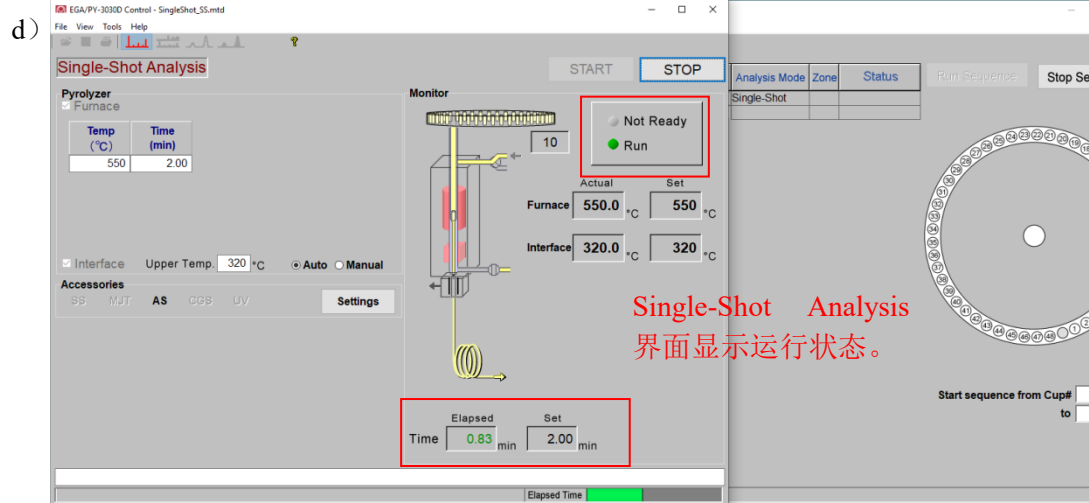 d）
EGA/PY-3030D Control - SingleShot_SS.mtd
File View Tools Help
?
Single-Shot Analysis
START
STOP
Pyrolyzer
Furnace
Temp (°C)
Time (min)
550
2.00
Interface
Upper Temp. 320 °C
Auto
Manual
Accessories
SS MJT AS CGS UV
Settings
Monitor
10
Not Ready
Run
Actual Set
Furnace 550.0 °C 550 °C
Interface 320.0 °C 320 °C
Elapsed Set
Time 0.83 min 2.00 min
Elapsed Time
Single-Shot Analysis
界面显示运行状态。
Analysis Mode Zone Status
Single-Shot
Run Sequence
Stop Se
Start sequence from Cup#
to